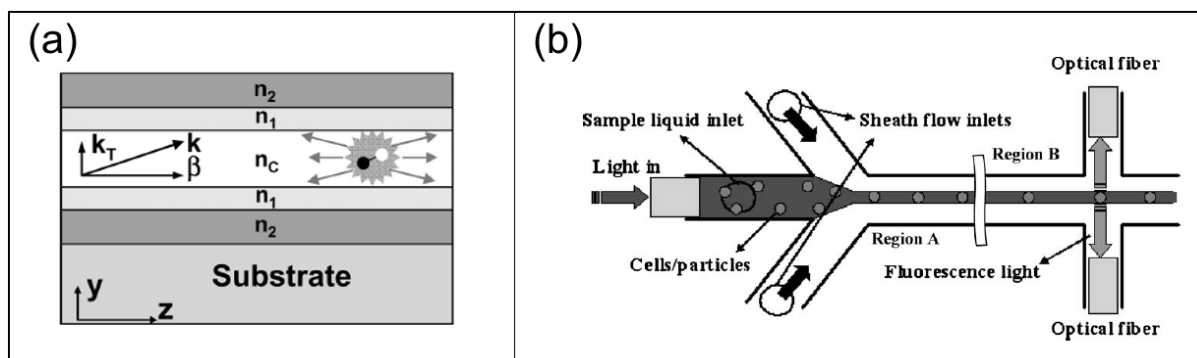 (a)
n2
n1
kT
k
β
nC
n1
n2
Substrate
y
z
(b)
Optical fiber
Sample liquid inlet
Sheath flow inlets
Light in
Region B
Region A
Cells/particles
Fluorescence light
Optical fiber